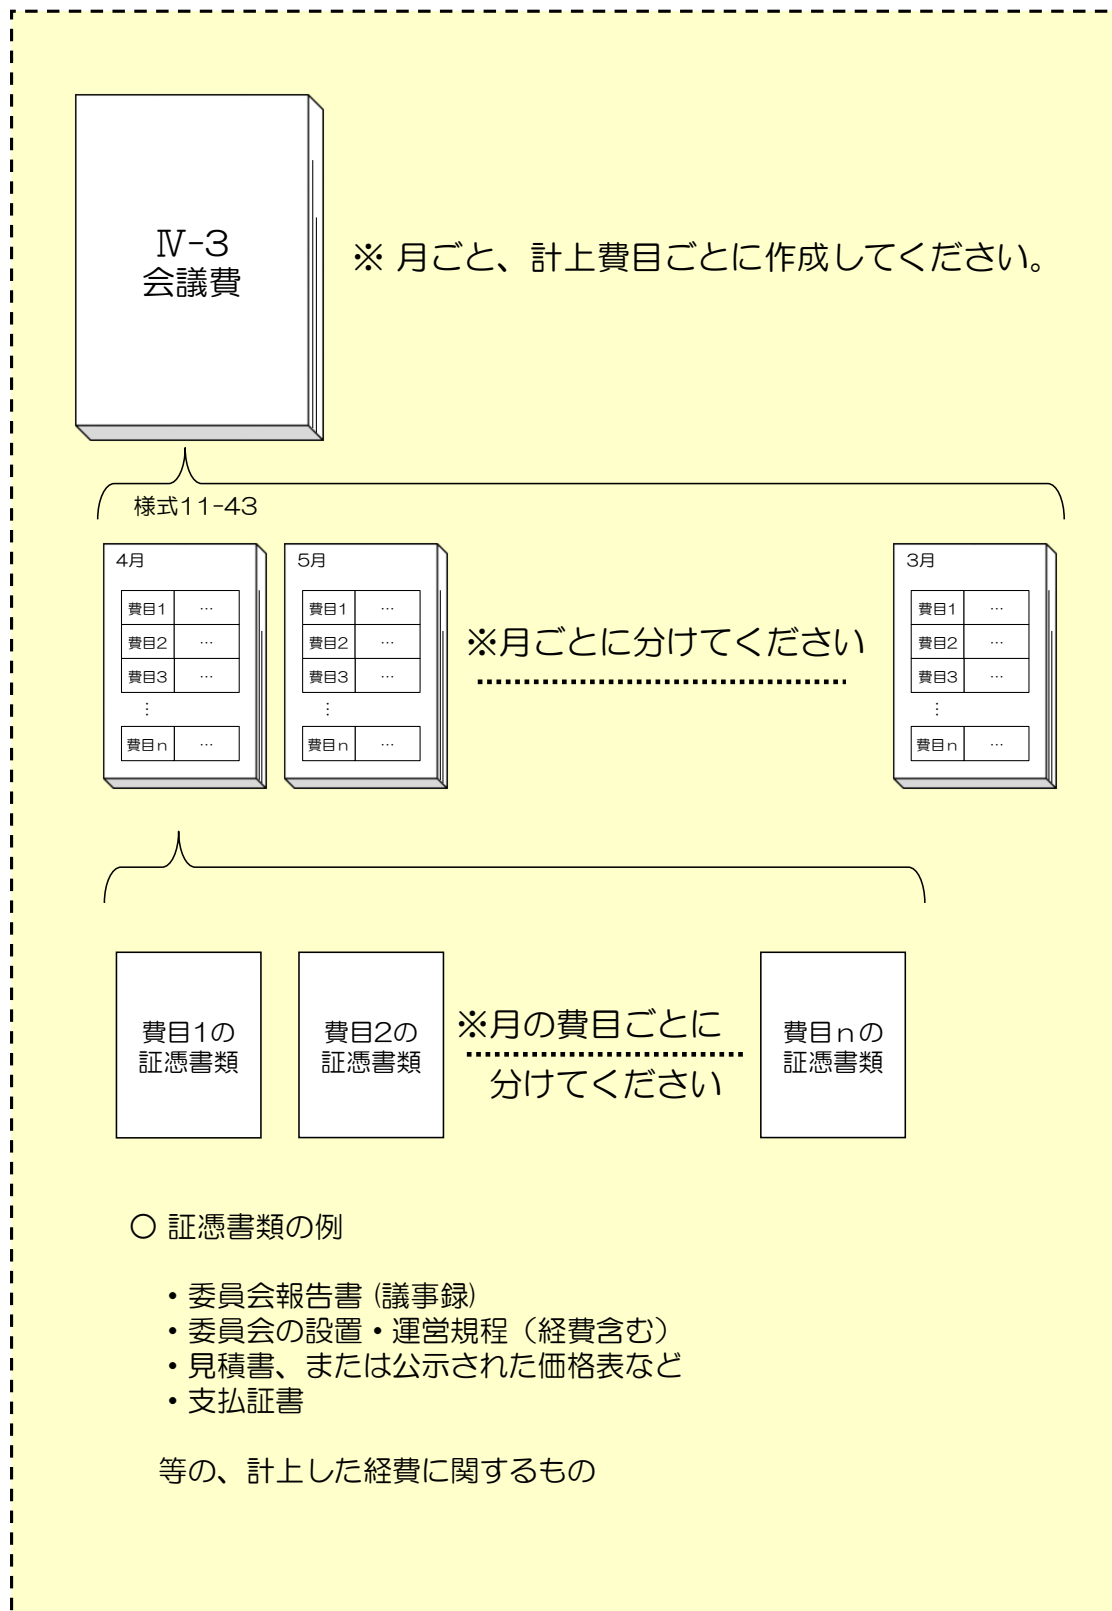 Ⅳ-3
会議費
※ 月ごと、計上費目ごとに作成してください。
様式11-43
4月
費目1 …
費目2 …
費目3 …
⋮
費目n …
5月
費目1 …
費目2 …
費目3 …
⋮
費目n …
※月ごとに分けてください
3月
費目1 …
費目2 …
費目3 …
⋮
費目n …
費目1の
証憑書類
費目2の
証憑書類
※月の費目ごとに
分けてください
費目nの
証憑書類
○ 証憑書類の例
・委員会報告書 (議事録)
・委員会の設置・運営規程（経費含む）
・見積書、または公示された価格表など
・支払証書
等の、計上した経費に関するもの